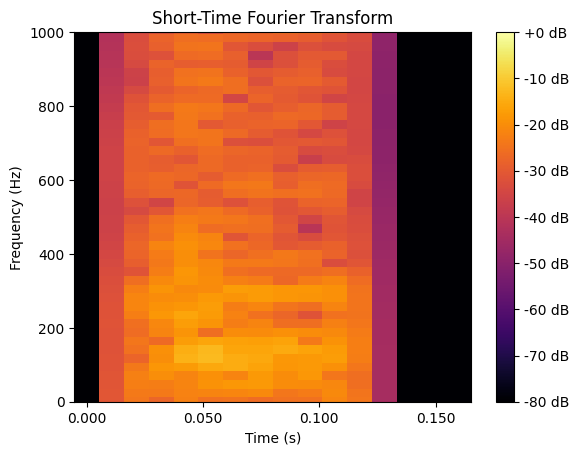 Short-Time Fourier Transform
Frequency (Hz)
1000
800
600
400
200
0
0.000
0.050
0.100
0.150
Time (s)
+0 dB
-10 dB
-20 dB
-30 dB
-40 dB
-50 dB
-60 dB
-70 dB
-80 dB